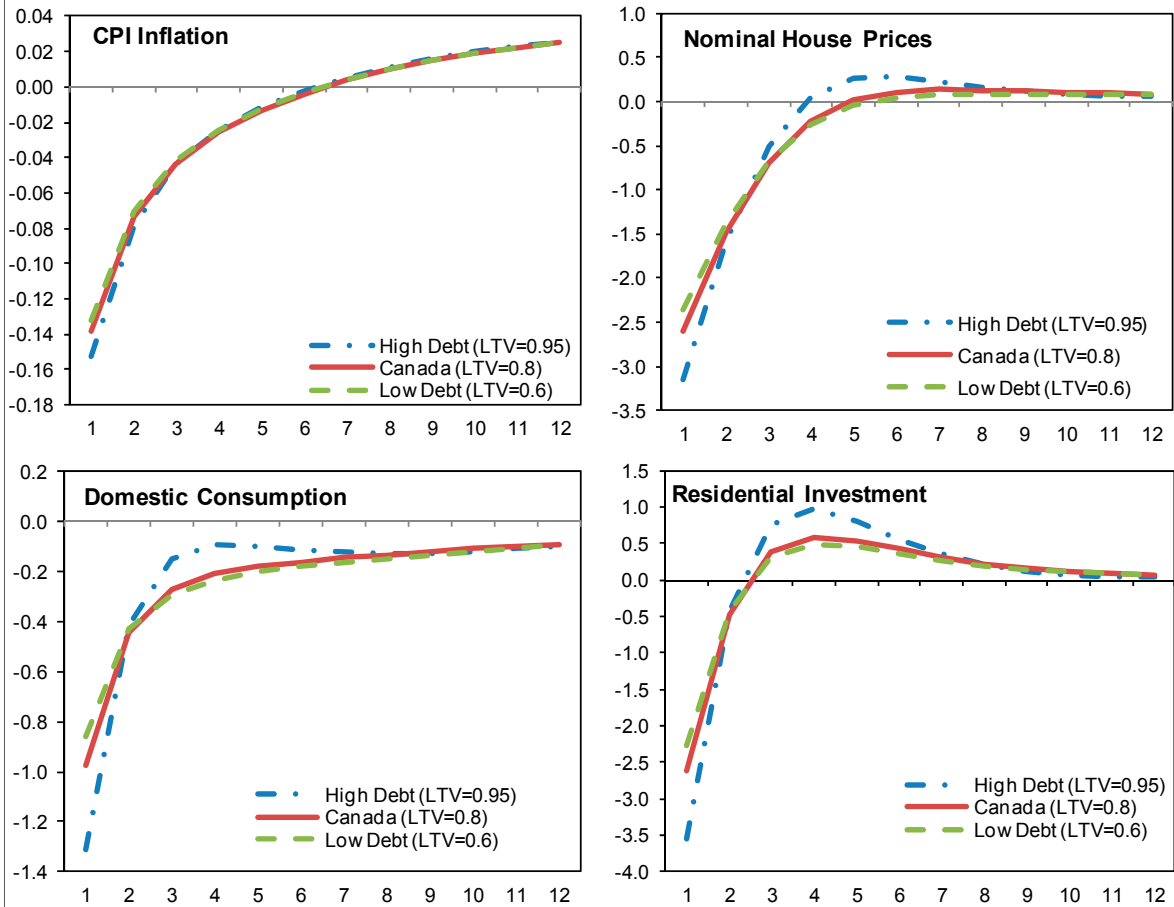 CPI Inflation
0.04
0.02
0.00
-0.02
-0.04
-0.06
-0.08
-0.10
-0.12
-0.14
-0.16
-0.18
High Debt (LTV=0.95)
Canada (LTV=0.8)
Low Debt (LTV=0.6)
1 2 3 4 5 6 7 8 9 10 11 12
Nominal House Prices
1.0
0.5
0.0
-0.5
-1.0
-1.5
-2.0
-2.5
-3.0
-3.5
High Debt (LTV=0.95)
Canada (LTV=0.8)
Low Debt (LTV=0.6)
1 2 3 4 5 6 7 8 9 10 11 12
Domestic Consumption
0.2
0.0
-0.2
-0.4
-0.6
-0.8
-1.0
-1.2
-1.4
High Debt (LTV=0.95)
Canada (LTV=0.8)
Low Debt (LTV=0.6)
1 2 3 4 5 6 7 8 9 10 11 12
Residential Investment
1.5
1.0
0.5
0.0
-0.5
-1.0
-1.5
-2.0
-2.5
-3.0
-3.5
-4.0
High Debt (LTV=0.95)
Canada (LTV=0.8)
Low Debt (LTV=0.6)
1 2 3 4 5 6 7 8 9 10 11 12